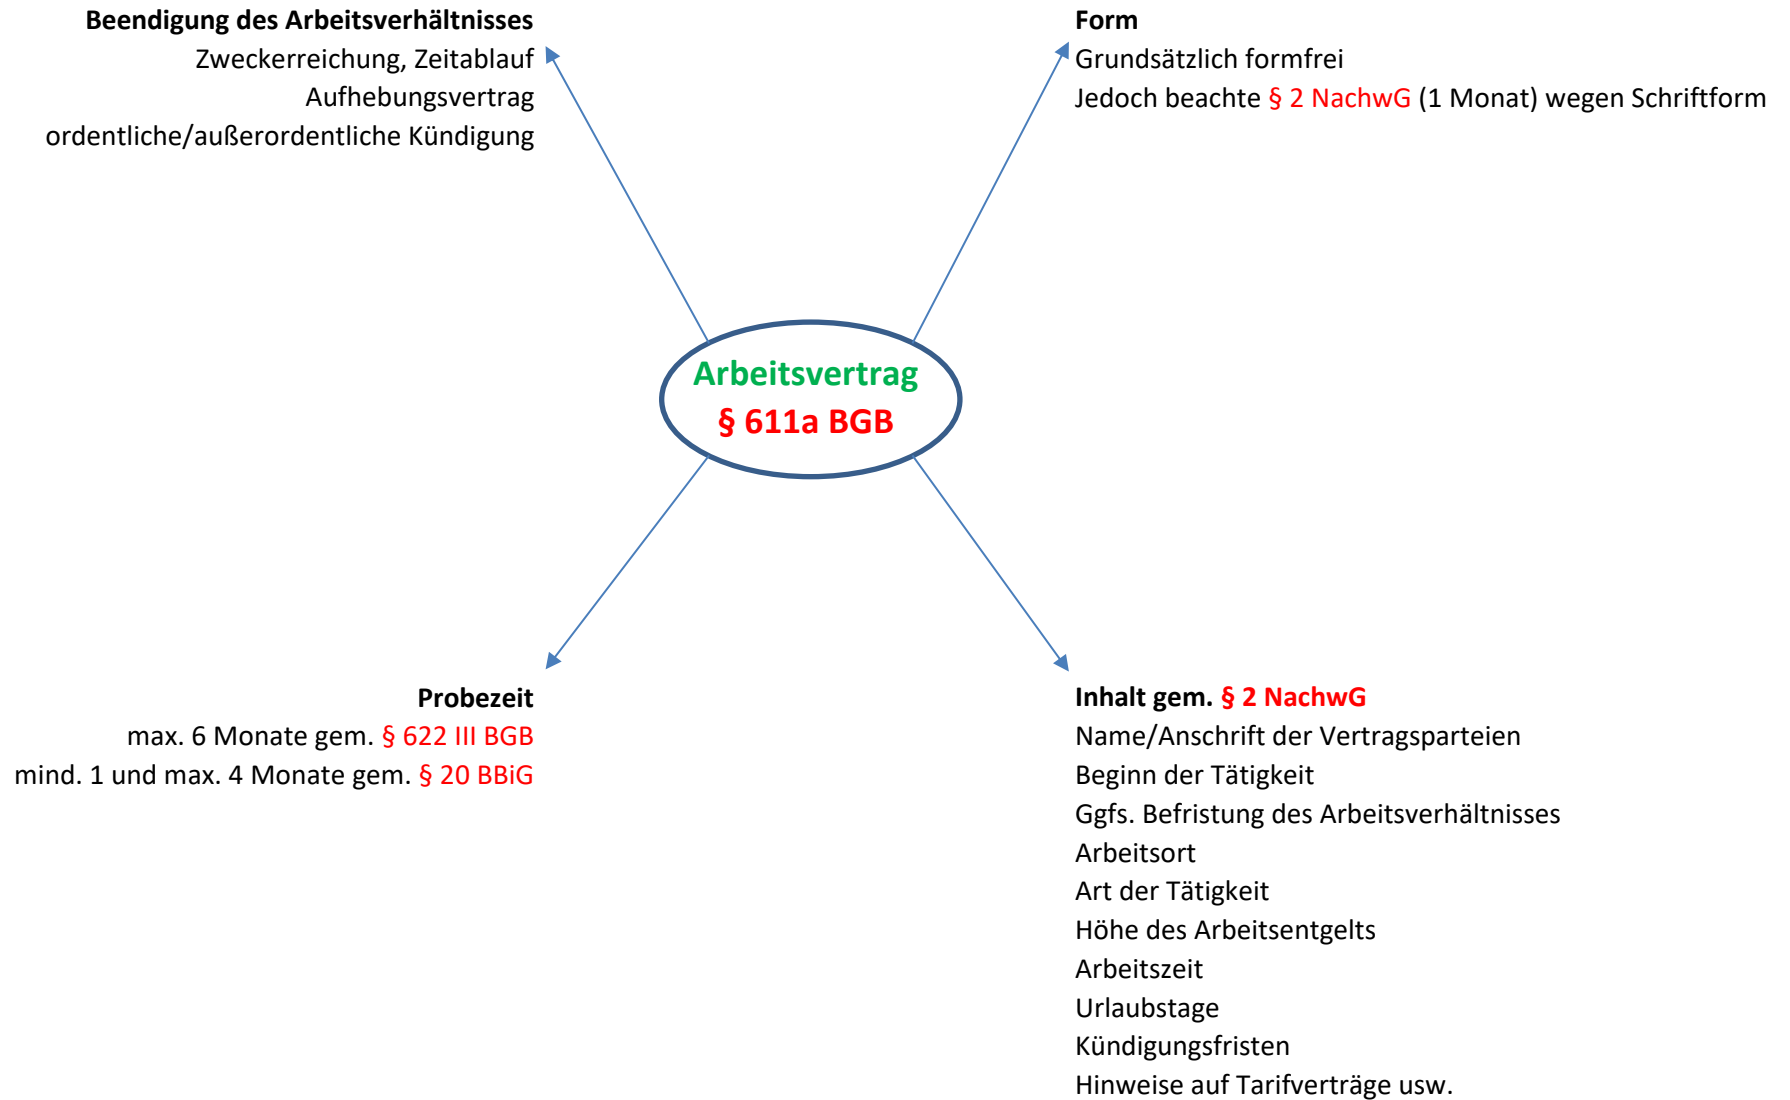 Beendigung des Arbeitsverhältnisses
Zweckerreichung, Zeitablauf
Aufhebungsvertrag
ordentliche/außerordentliche Kündigung
Form
Grundsätzlich formfrei
Jedoch beachte § 2 NachwG (1 Monat) wegen Schriftform
Arbeitsvertrag
§ 611a BGB
Probezeit
max. 6 Monate gem. § 622 III BGB
mind. 1 und max. 4 Monate gem. § 20 BBiG
Inhalt gem. § 2 NachwG
Name/Anschrift der Vertragsparteien
Beginn der Tätigkeit
Ggfs. Befristung des Arbeitsverhältnisses
Arbeitsort
Art der Tätigkeit
Höhe des Arbeitsentgelts
Arbeitszeit
Urlaubstage
Kündigungsfristen
Hinweise auf Tarifverträge usw.